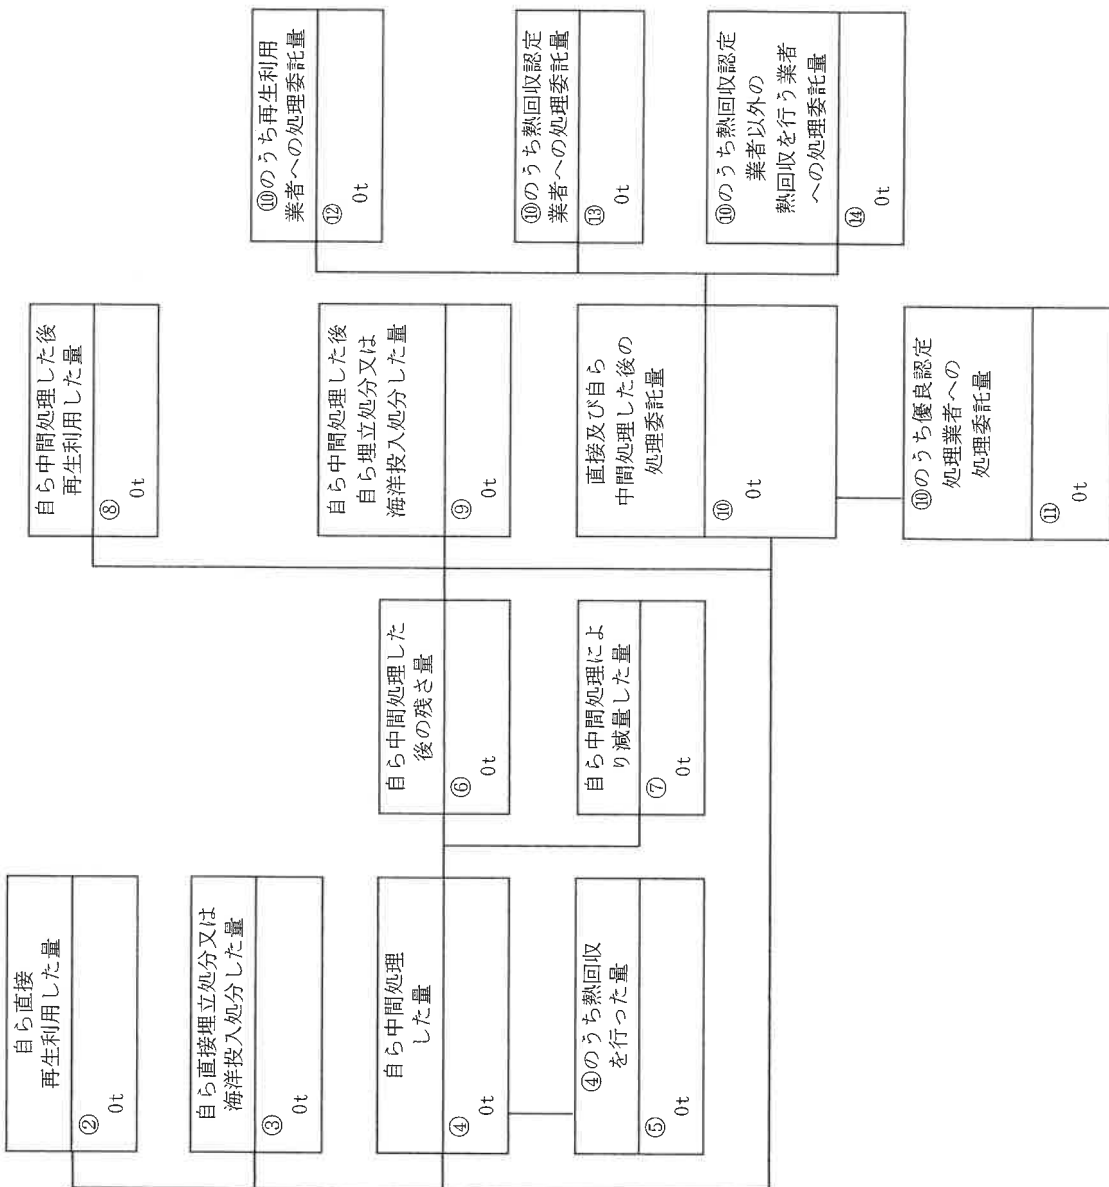 自ら直接
再生利用した量
②
0t
自ら直接埋立処分又は
海洋投入処分した量
③
0t
自ら中間処理
した量
④
0t
④のうち熱回収
を行った量
⑤
0t
自ら中間処理した
後の残さ量
⑥
0t
自ら中間処理によ
り減量した量
⑦
0t
自ら中間処理した後
再生利用した量
⑧
0t
自ら中間処理した後
自ら埋立処分又は
海洋投入処分した量
⑨
0t
直接及び自ら
中間処理した後の
処理委託量
⑩
0t
⑩のうち優良認定
処理業者への
処理委託量
⑪
0t
⑩のうち再生利用
業者への処理委託量
⑫
0t
⑩のうち熱回収認定
業者への処理委託量
⑬
0t
⑩のうち熱回収認定
業者以外の
熱回収を行う業者
への処理委託量
⑭
0t